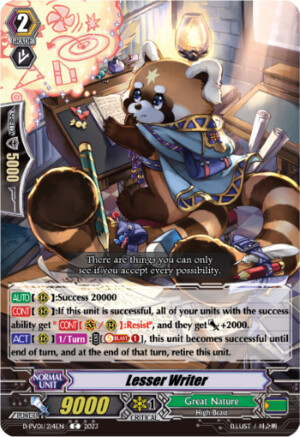 2
GRADE
5000
There are things you can only
see if you accept every possibility.
AUTO :Success 20000
CONT :If this unit is successful, all of your units with the success
ability get " CONT / :Resist", and they get +2000.
ACT 1/Turn , this unit becomes successful until
end of turn, and at the end of that turn, retire this unit.
NORMAL
UNIT
Lesser Writer
POWER
9000
1
CRITICAL
Great Nature
High Beast
D-PV01/214EN C 2023